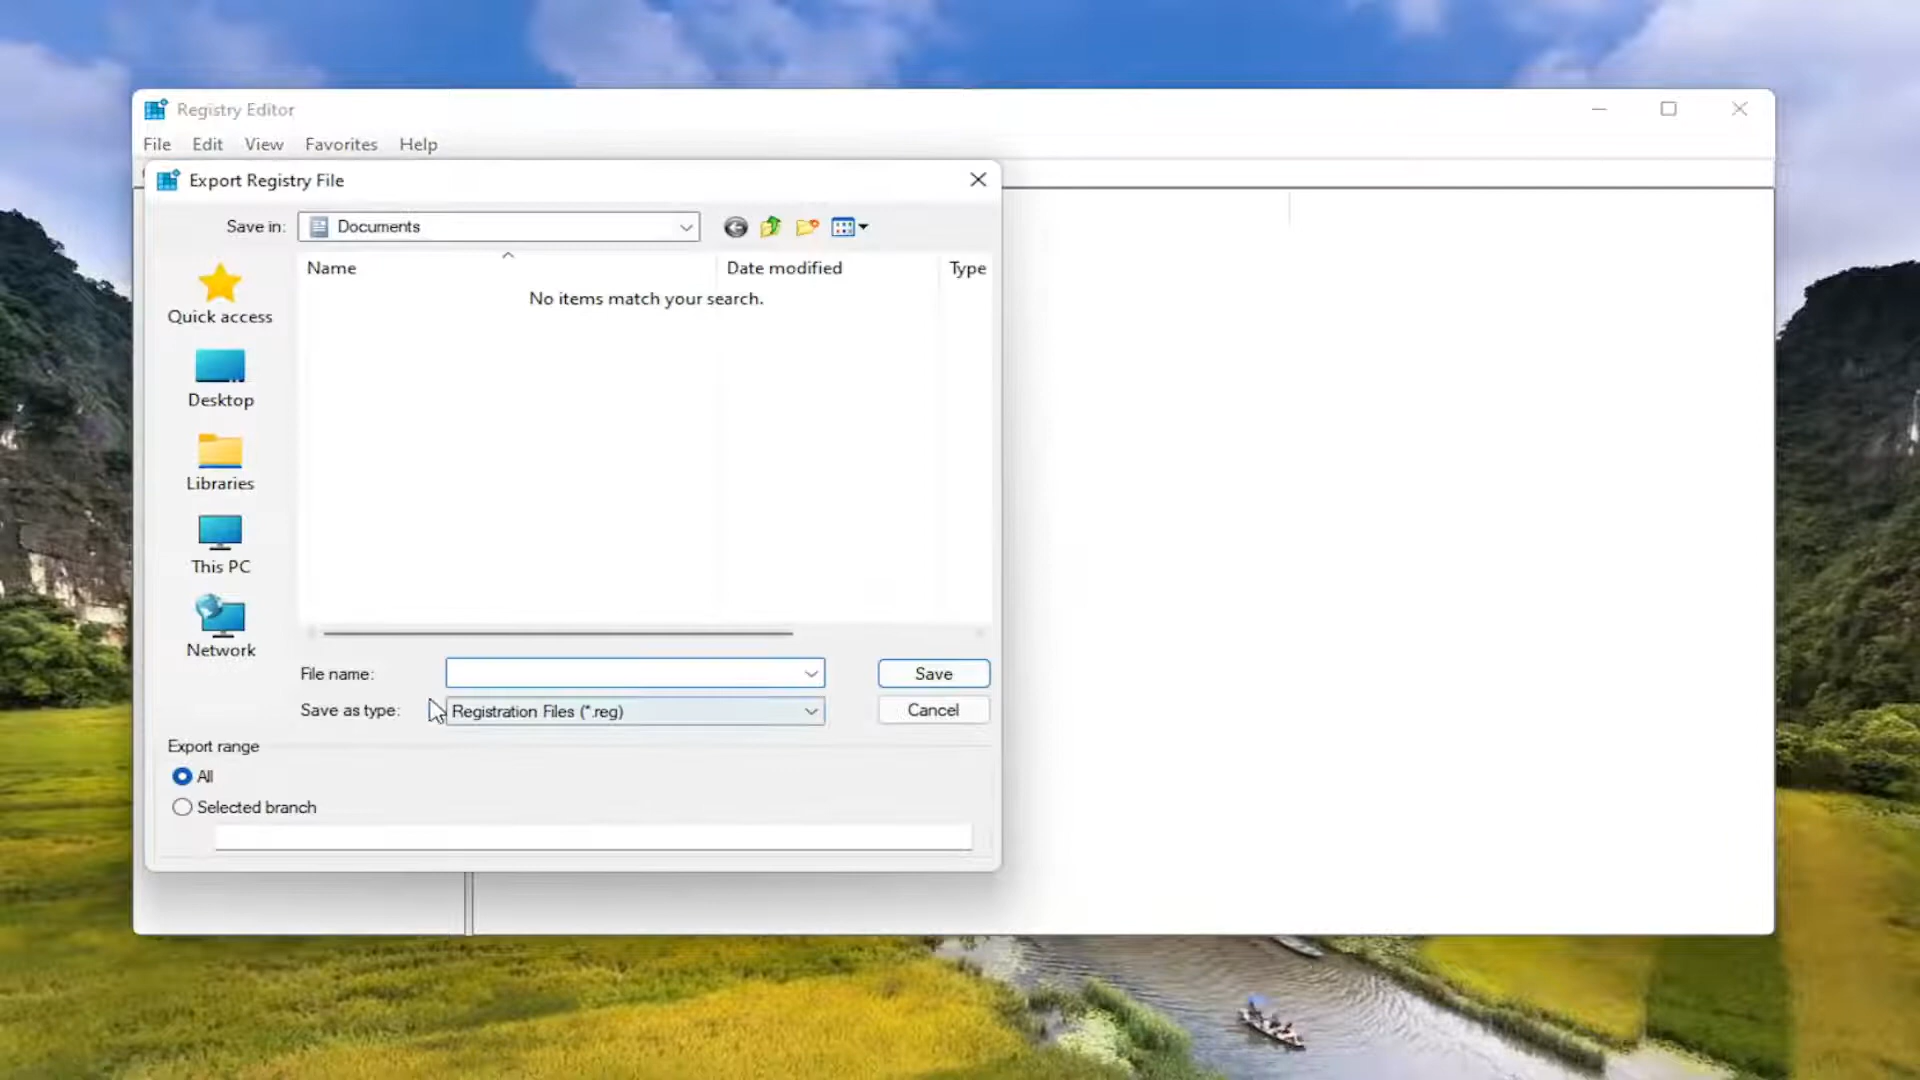 Registry Editor
File Edit View Favorites Help
Export Registry File
Save in: Documents
Name Date modified Type
No items match your search.
Quick access
Desktop
Libraries
This PC
Network
File name: Save
Save as type: Registration Files (*.reg) Cancel
Export range
All
Selected branch